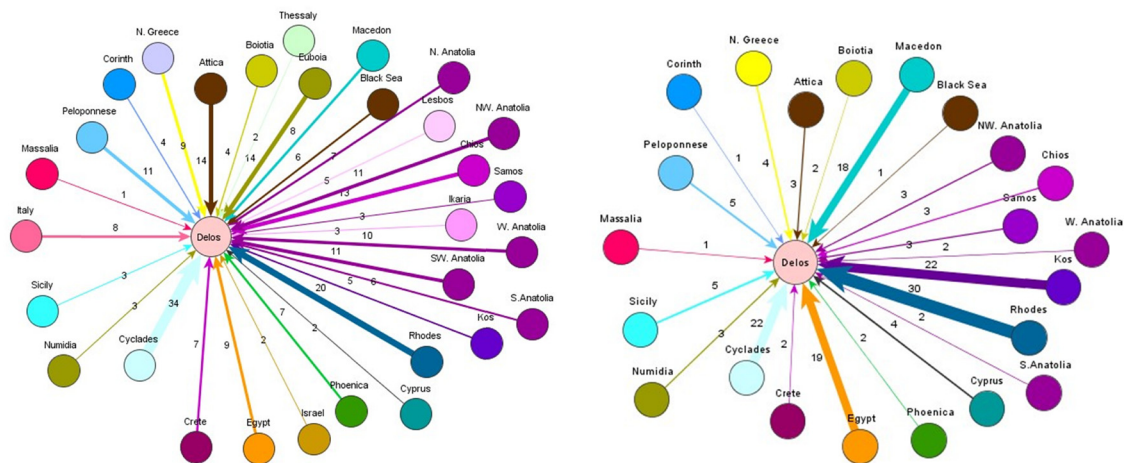 Thessaly
N. Greece
Boiotia
Macedon
Corinth
Attica
Euboia
N. Anatolia
Black Sea
Peloponnese
Lesbos
NW. Anatolia
Massalia
Chios
Samos
Italy
Ikaria
Delos
W. Anatolia
SW. Anatolia
Sicily
S.Anatolia
Numidia
Cyclades
Kos
Rhodes
Cyprus
Phoenica
Crete
Egypt
Israel
4
9
14
4
2
14
8
6
7
11
11
5
13
3
3
10
1
8
11
5
6
20
3
3
34
7
9
2
7
2
N. Greece
Boiotia
Macedon
Corinth
Attica
Black Sea
NW. Anatolia
Peloponnese
Chios
Samos
Massalia
W. Anatolia
Delos
Kos
Sicily
Rhodes
S.Anatolia
Numidia
Cyclades
Cyprus
Crete
Egypt
Phoenica
1
4
3
2
18
1
5
3
3
3
2
1
22
30
2
5
3
22
2
19
2
4